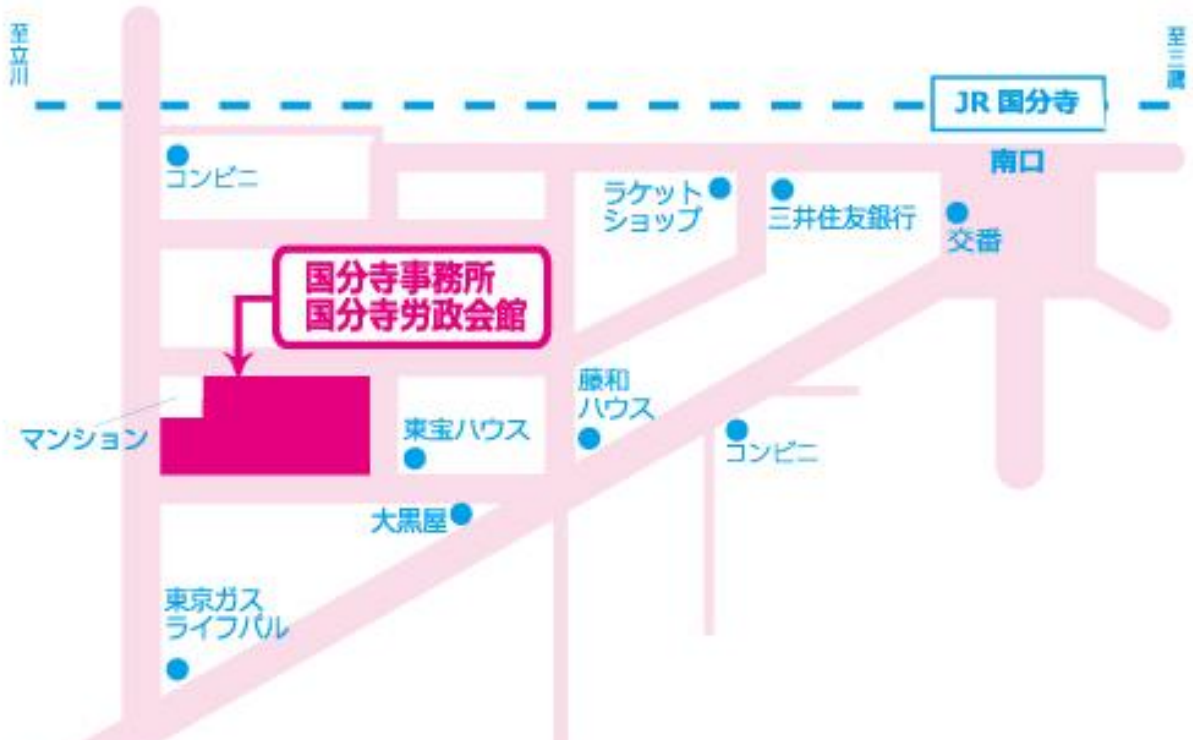 至立川
至三鷹
JR 国分寺
南口
コンビニ
ラケット
ショップ
三井住友銀行
交番
国分寺事務所
国分寺労政会館
藤和
ハウス
マンション
東宝ハウス
コンビニ
大黒屋
東京ガス
ライフバル